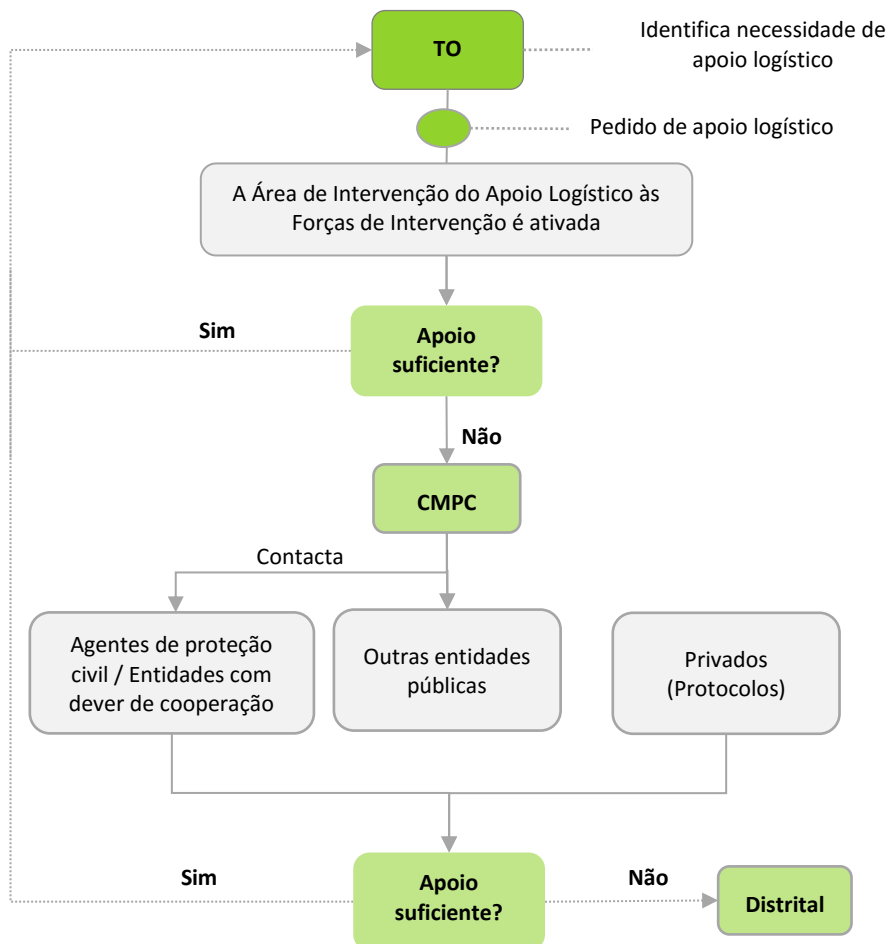 TO
Identifica necessidade de
apoio logístico
Pedido de apoio logístico
A Área de Intervenção do Apoio Logístico às
Forças de Intervenção é ativada
Sim
Apoio
suficiente?
Não
CMPC
Contacta
Agentes de proteção
civil / Entidades com
dever de cooperação
Outras entidades
públicas
Privados
(Protocolos)
Sim
Apoio
suficiente?
Não
Distrital